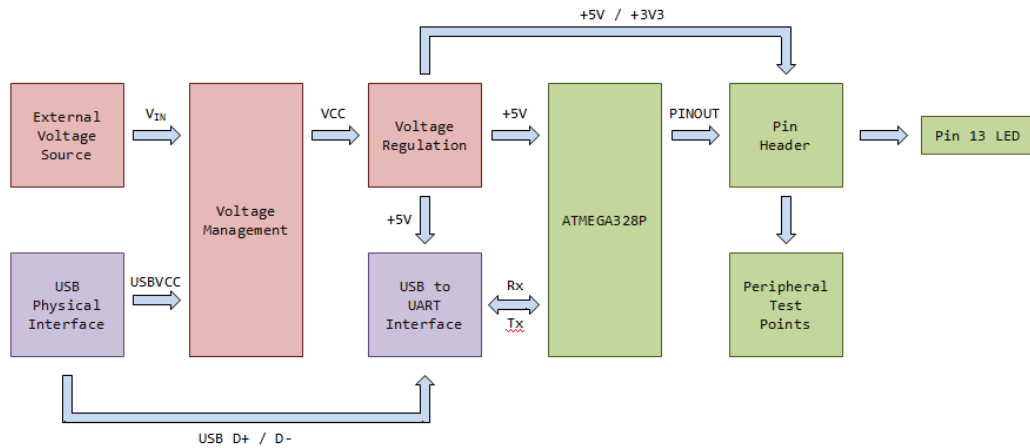 +5V / +3V3
External
Voltage
Source
VIN
Voltage
Management
VCC
Voltage
Regulation
+5V
ATMEGA328P
PINOUT
Pin
Header
Pin 13 LED
+5V
USB
Physical
Interface
USBVCC
USB to
UART
Interface
Rx
Tx
Peripheral
Test
Points
USB D+ / D-